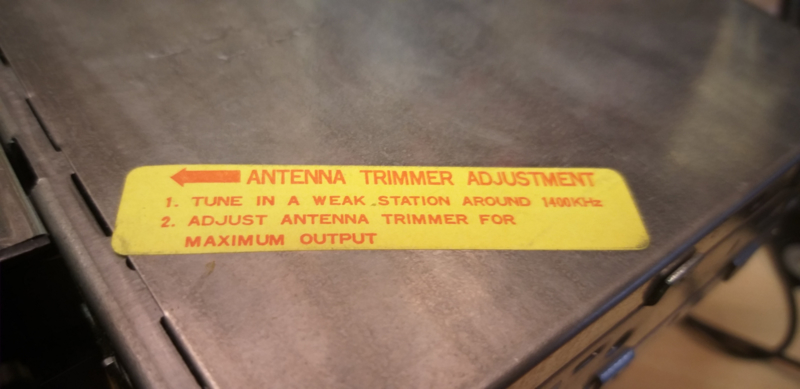 ANTENNA TRIMMER ADJUSTMENT
1. TUNE IN A WEAK STATION AROUND 1400KHz
2. ADJUST ANTENNA TRIMMER FOR
MAXIMUM OUTPUT